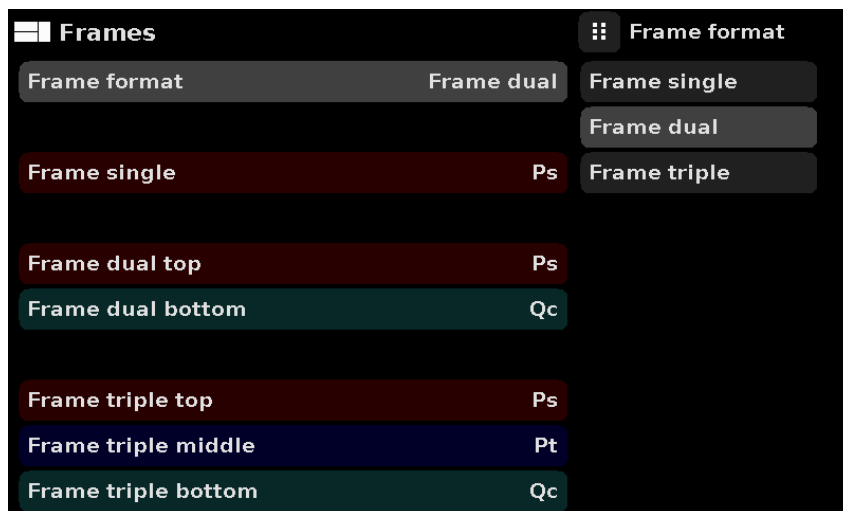 Frames
Frame format Frame dual
Frame single Ps
Frame dual top Ps
Frame dual bottom Qc
Frame triple top Ps
Frame triple middle Pt
Frame triple bottom Qc
Frame format
Frame single
Frame dual
Frame triple